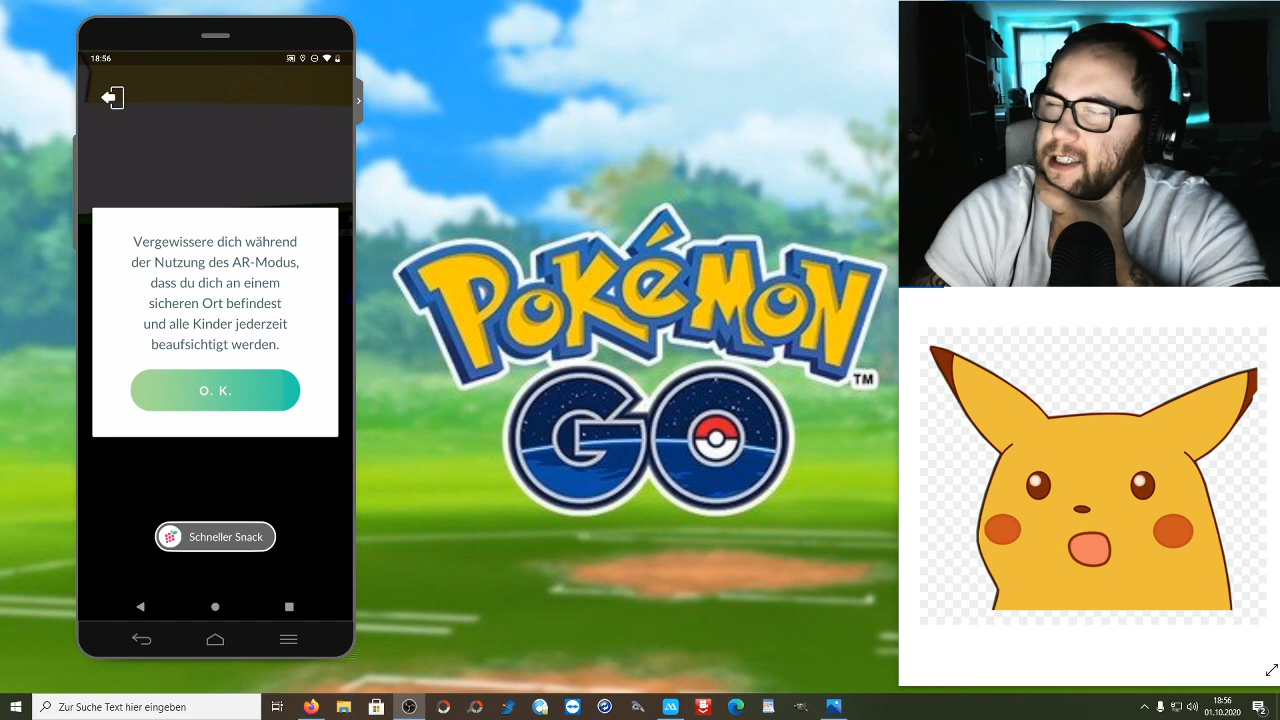 18:56
Vergewissere dich während
der Nutzung des AR-Modus,
dass du dich an einem
sicheren Ort befindest
und alle Kinder jederzeit
beaufsichtigt werden.
O. K.
Schneller Snack
POKéMON
TM
GO
Zur Suche Text hier eingeben
18:56
01.10.2020
2